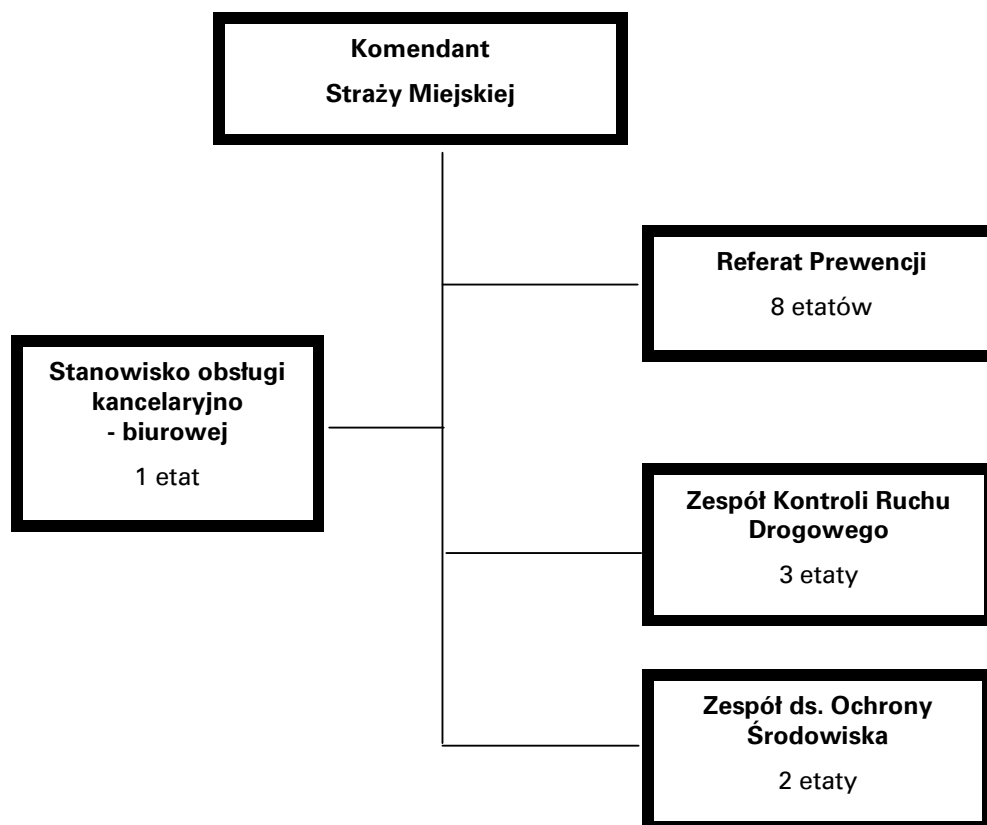 Komendant
Straży Miejskiej
Referat Prewencji
8 etatów
Stanowisko obsługi
kancelaryjno
- biurowej
1 etat
Zespół Kontroli Ruchu
Drogowego
3 etaty
Zespół ds. Ochrony
Środowiska
2 etaty